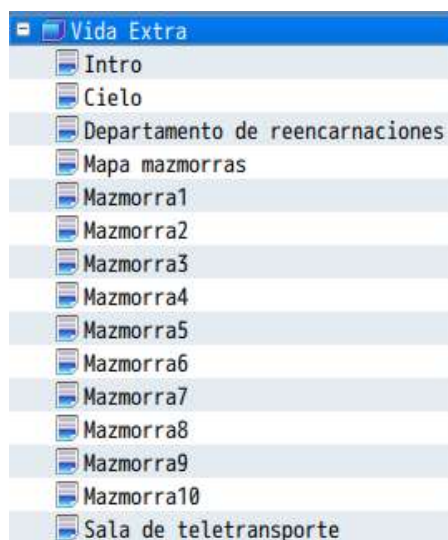 Vida Extra
Intro
Cielo
Departamento de reencarnaciones
Mapa mazmorras
Mazmorra1
Mazmorra2
Mazmorra3
Mazmorra4
Mazmorra5
Mazmorra6
Mazmorra7
Mazmorra8
Mazmorra9
Mazmorra10
Sala de teletransporte